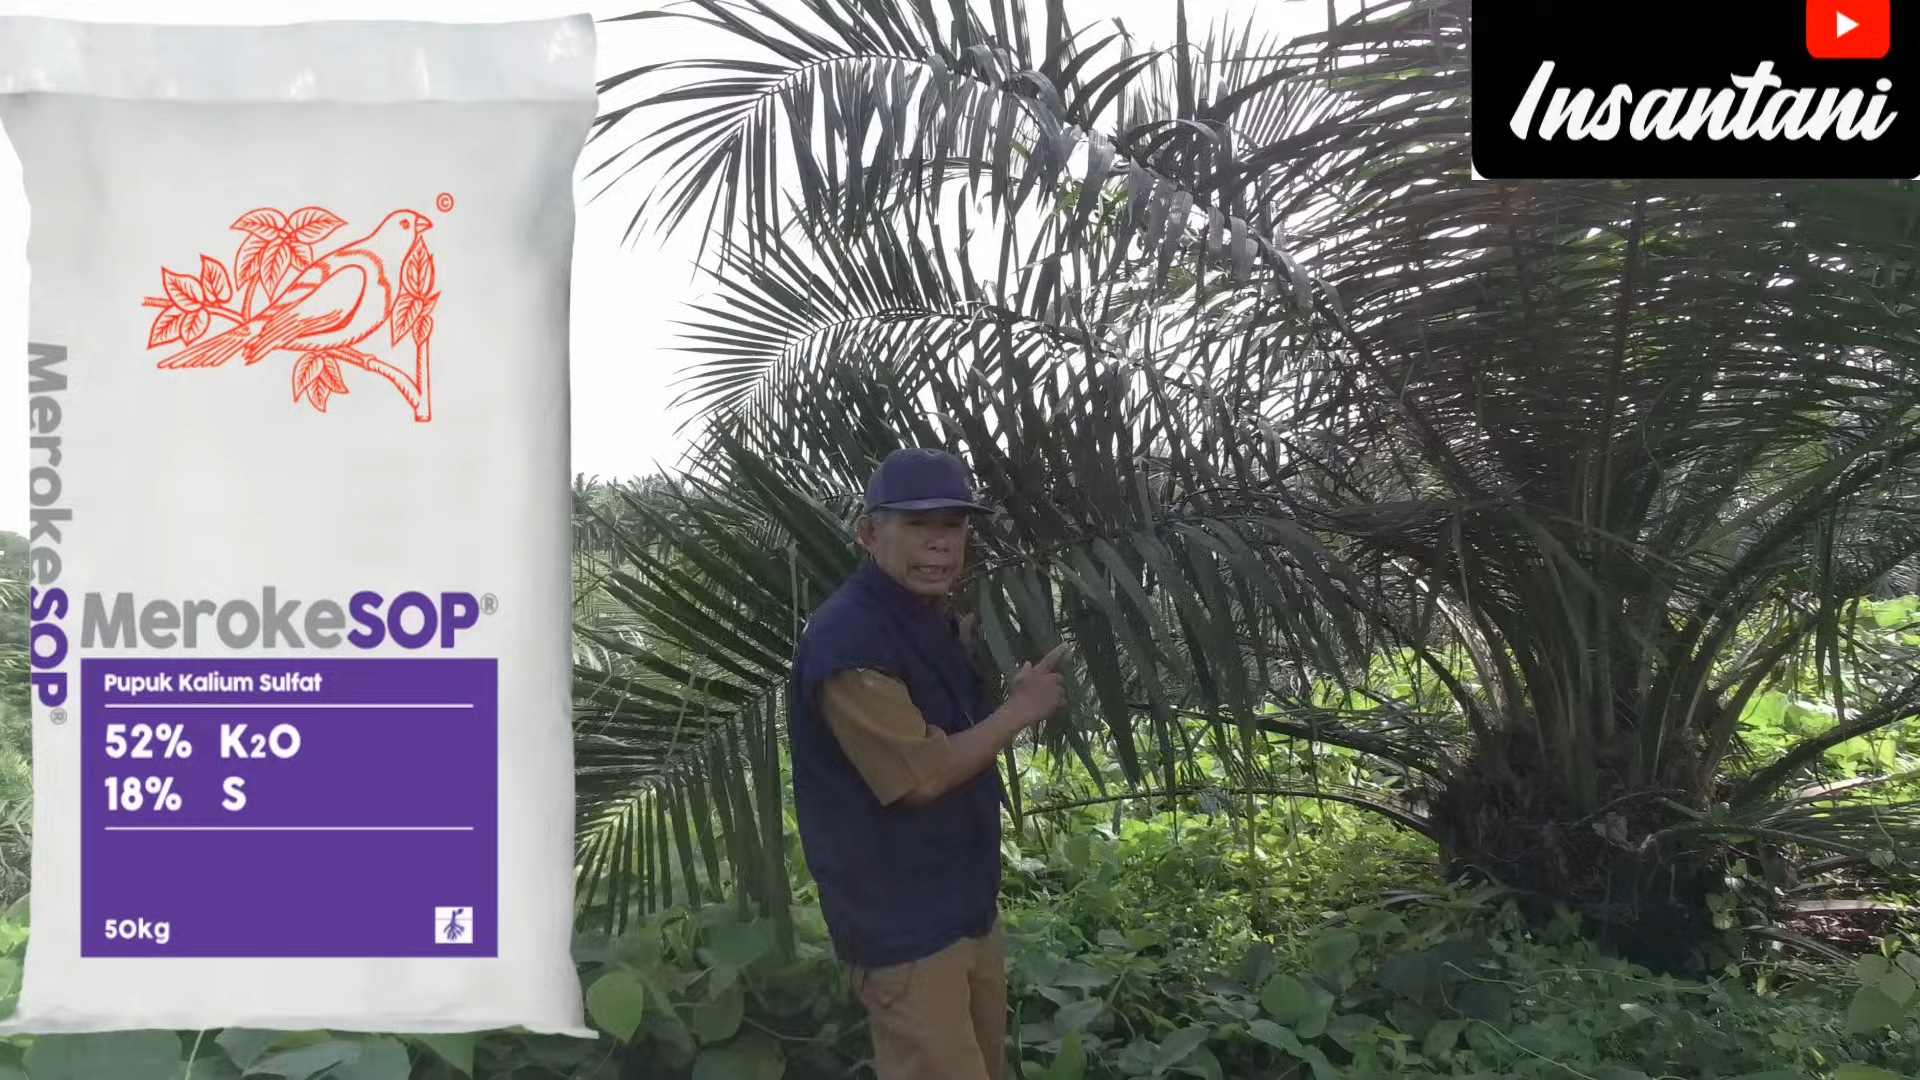 Insantani
©
MerokeSOP®
MerokeSOP®
Pupuk Kalium Sulfat
52% K₂O
18% S
50kg